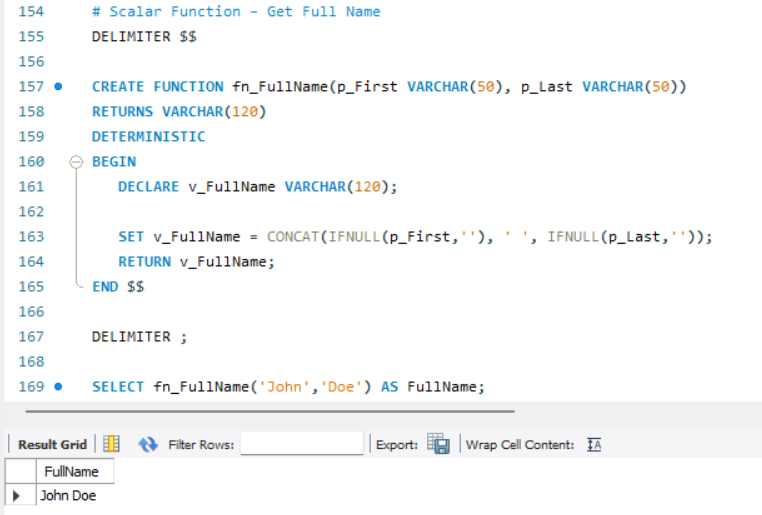 154 # Scalar Function – Get Full Name
155 DELIMITER $$
156
157 CREATE FUNCTION fn_FullName(p_First VARCHAR(50), p_Last VARCHAR(50))
158 RETURNS VARCHAR(120)
159 DETERMINISTIC
160 BEGIN
161 DECLARE v_FullName VARCHAR(120);
162
163 SET v_FullName = CONCAT(IFNULL(p_First,''), ' ', IFNULL(p_Last,''));
164 RETURN v_FullName;
165 END $$
166
167 DELIMITER ;
168
169 SELECT fn_FullName('John','Doe') AS FullName;
Result Grid Filter Rows: Export: Wrap Cell Content: IA
FullName
John Doe